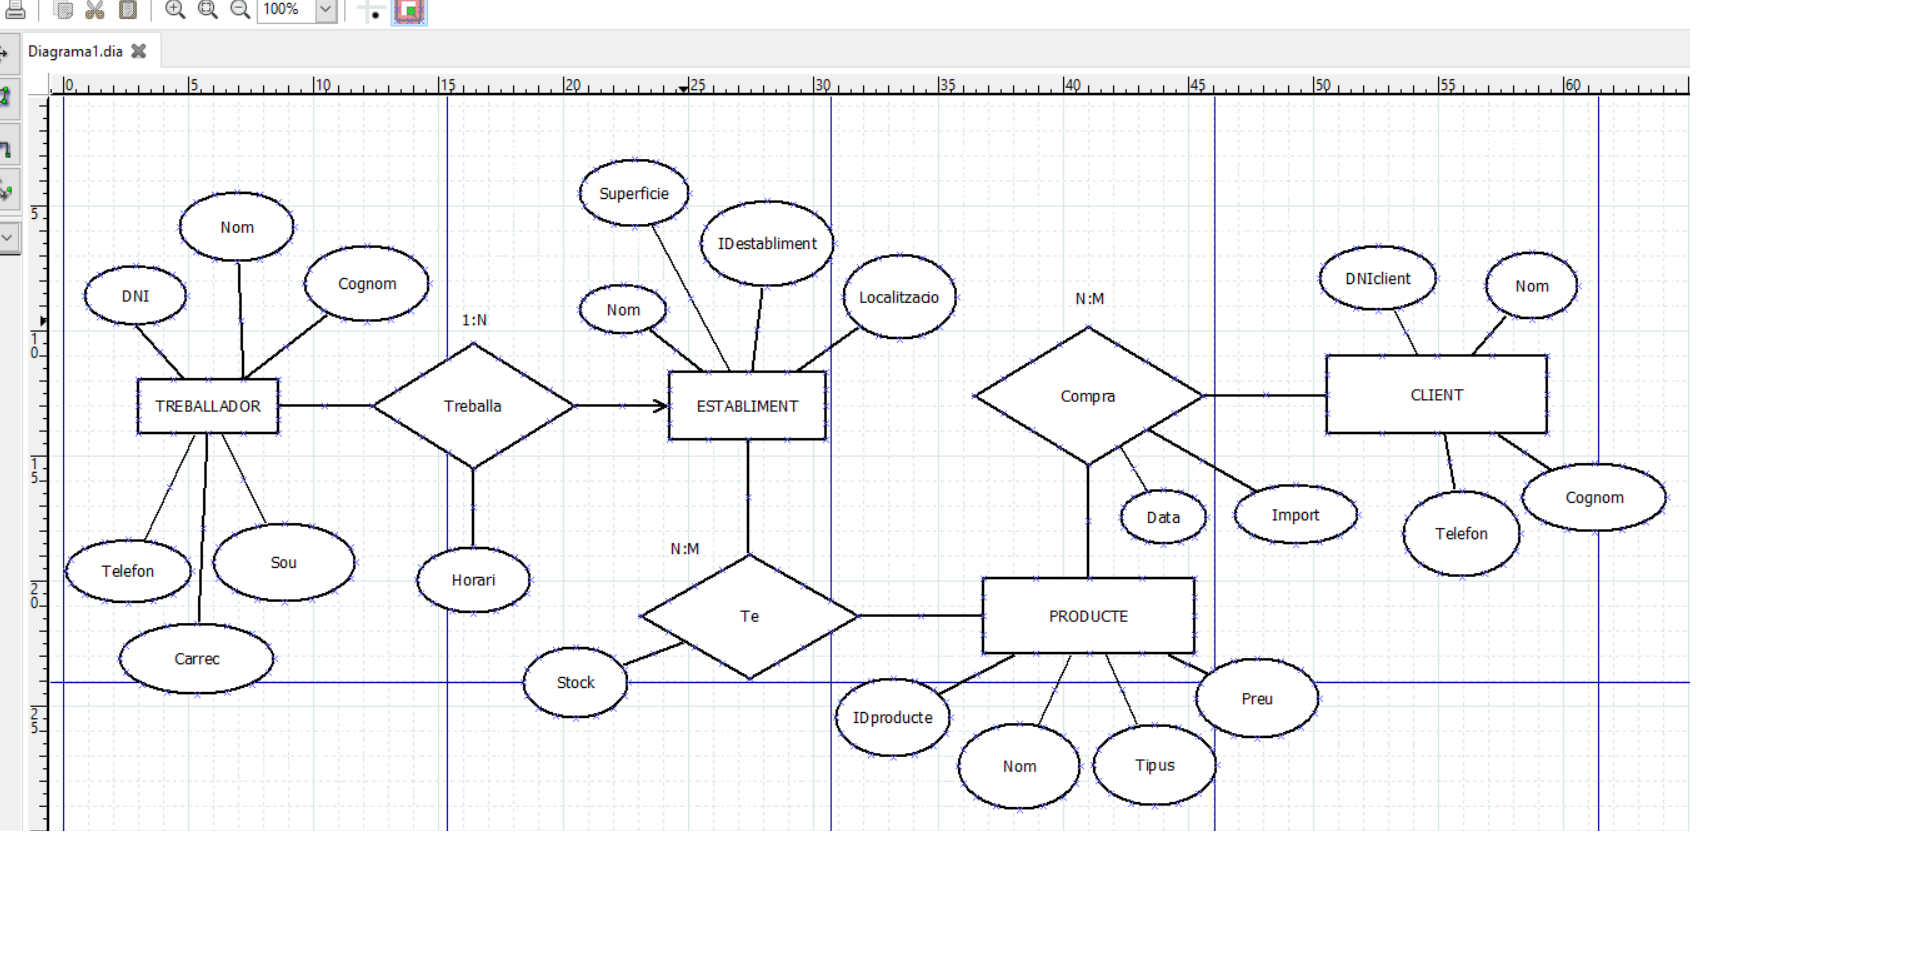 100%
Diagrama1.dia
0 5 10 15 20 25 30 35 40 45 50 55 60
5
10
15
20
25
Superficie
Nom
IDestabliment
Cognom
DNI
Localitzacio
DNIclient
Nom
Nom
N:M
1:N
TREBALLADOR
Treballa
ESTABLIMENT
Compra
CLIENT
Data
Import
Cognom
Telefon
Telefon
Sou
Horari
N:M
Te
PRODUCTE
Carrec
Stock
IDproducte
Preu
Nom
Tipus